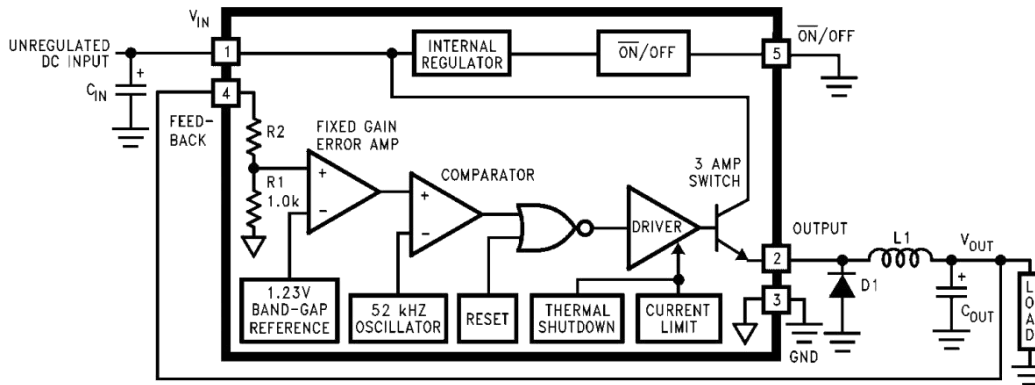 V_IN
UNREGULATED
DC INPUT
1
INTERNAL
REGULATOR
O̅N̅/OFF
5
O̅N̅/OFF
+
C_IN
4
FEED-
BACK
R2
R1
1.0k
FIXED GAIN
ERROR AMP
+
-
COMPARATOR
+
-
DRIVER
3 AMP
SWITCH
2
OUTPUT
L1
V_OUT
D1
+
C_OUT
LOAD
1.23V
BAND-GAP
REFERENCE
52 kHZ
OSCILLATOR
RESET
THERMAL
SHUTDOWN
CURRENT
LIMIT
3
GND